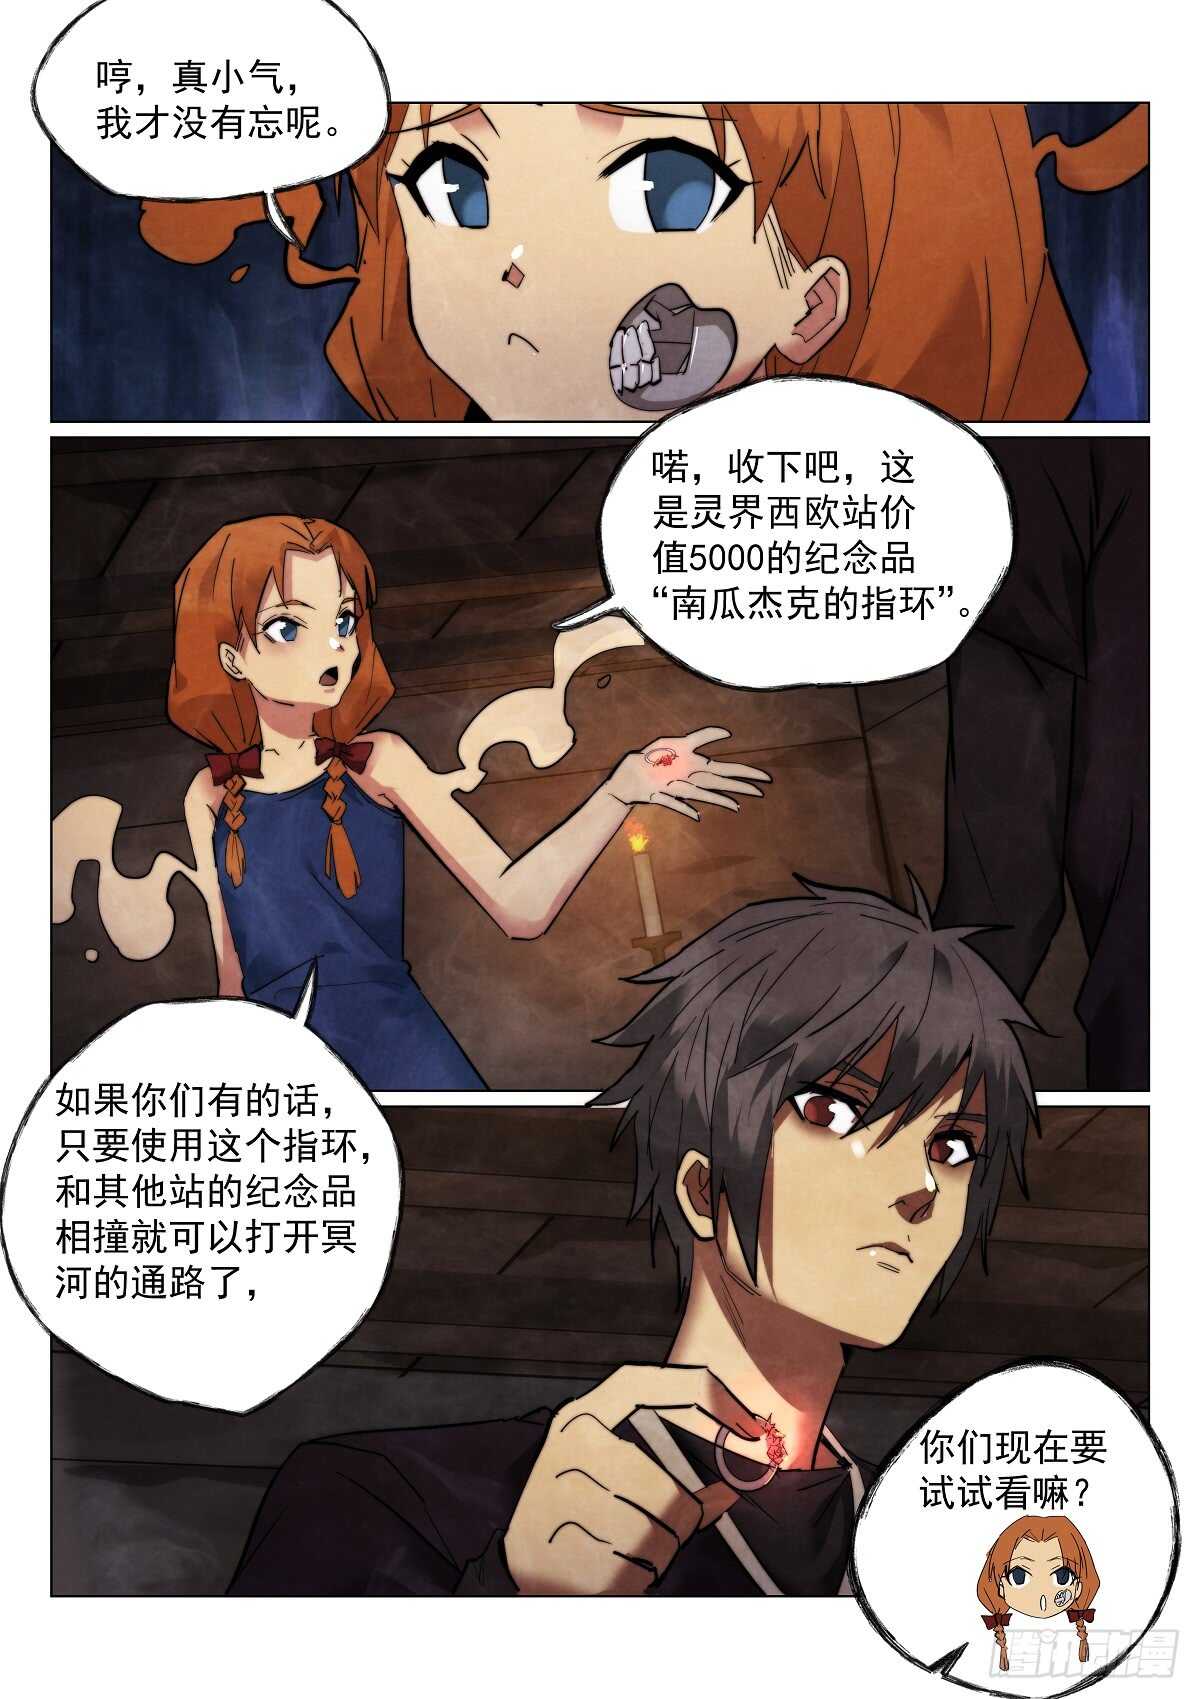 哼，真小气，
我才没有忘呢。
喏，收下吧，这
是灵界西欧站价
值5000的纪念品
“南瓜杰克的指环”。
如果你们有的话，
只要使用这个指环，
和其他站的纪念品
相撞就可以打开冥
河的通路了，
你们现在要
试试看嘛？
腾讯动漫